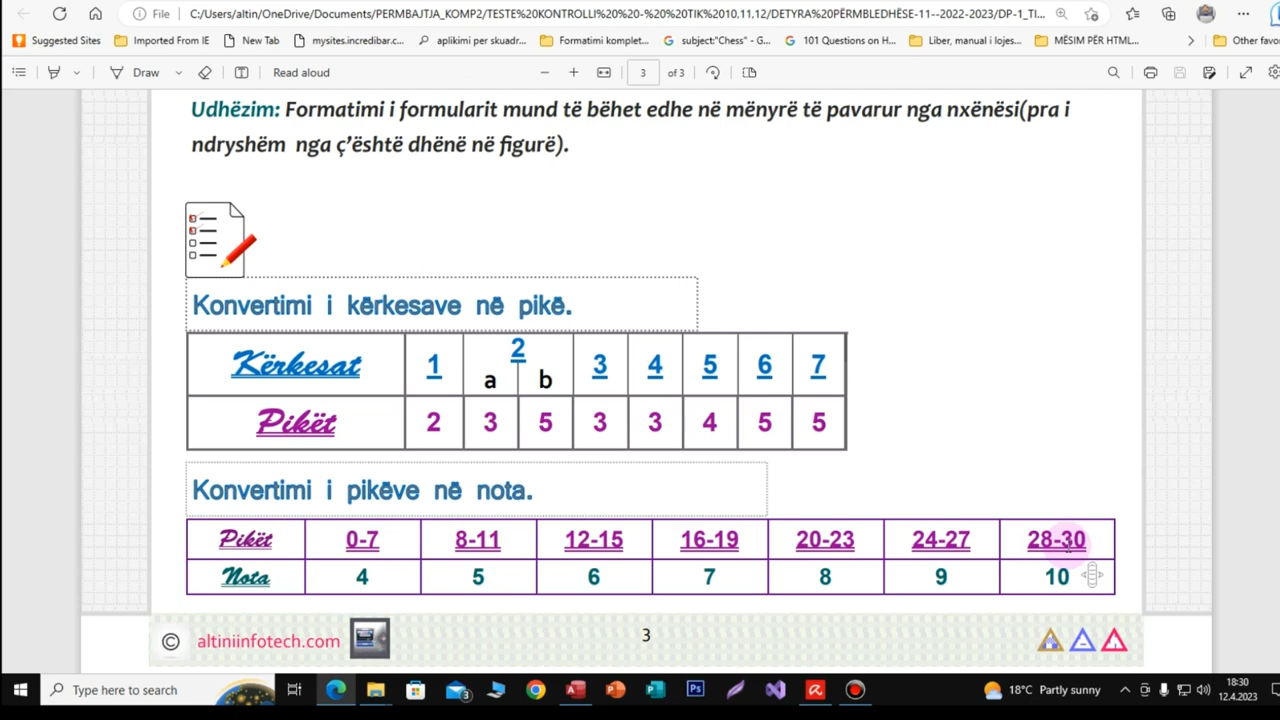 File C:/Users/altin/OneDrive/Documents/PERMBAJTJA_KOMP2/TESTE%20KONTROLLI%20%20-%20%20TIK%2010,11,12/DETYRA%20PËRMBLEDHËSE-11--2022-2023/DP-1_TI...
Suggested Sites Imported From IE New Tab mysites.incredibar.c... aplikimi per skuadr... Formatimi komplet... subject:"Chess" - G... 101 Questions on H... Liber, manual i lojes... MËSIM PËR HTML... Other favo
Draw Read aloud 3 of 3
Udhëzim: Formatimi i formularit mund të bëhet edhe në mënyrë të pavarur nga nxënësi(pra i
ndryshëm nga ç'është dhënë në figurë).
Konvertimi i kërkesave në pikë.
Kërkesat 1 2 3 4 5 6 7
a b
Pikët 2 3 5 3 3 4 5 5
Konvertimi i pikëve në nota.
Pikët 0-7 8-11 12-15 16-19 20-23 24-27 28-30
Nota 4 5 6 7 8 9 10
© altiniinfotech.com 3
Type here to search 3 Ps 18°C Partly sunny 18:30
12.4.2023